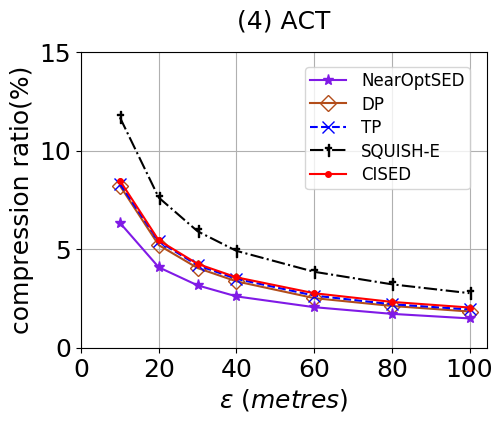 (4) ACT
compression ratio(%)
15
10
5
0
0 20 40 60 80 100
ε (metres)
NearOptSED
DP
TP
SQUISH-E
CISED